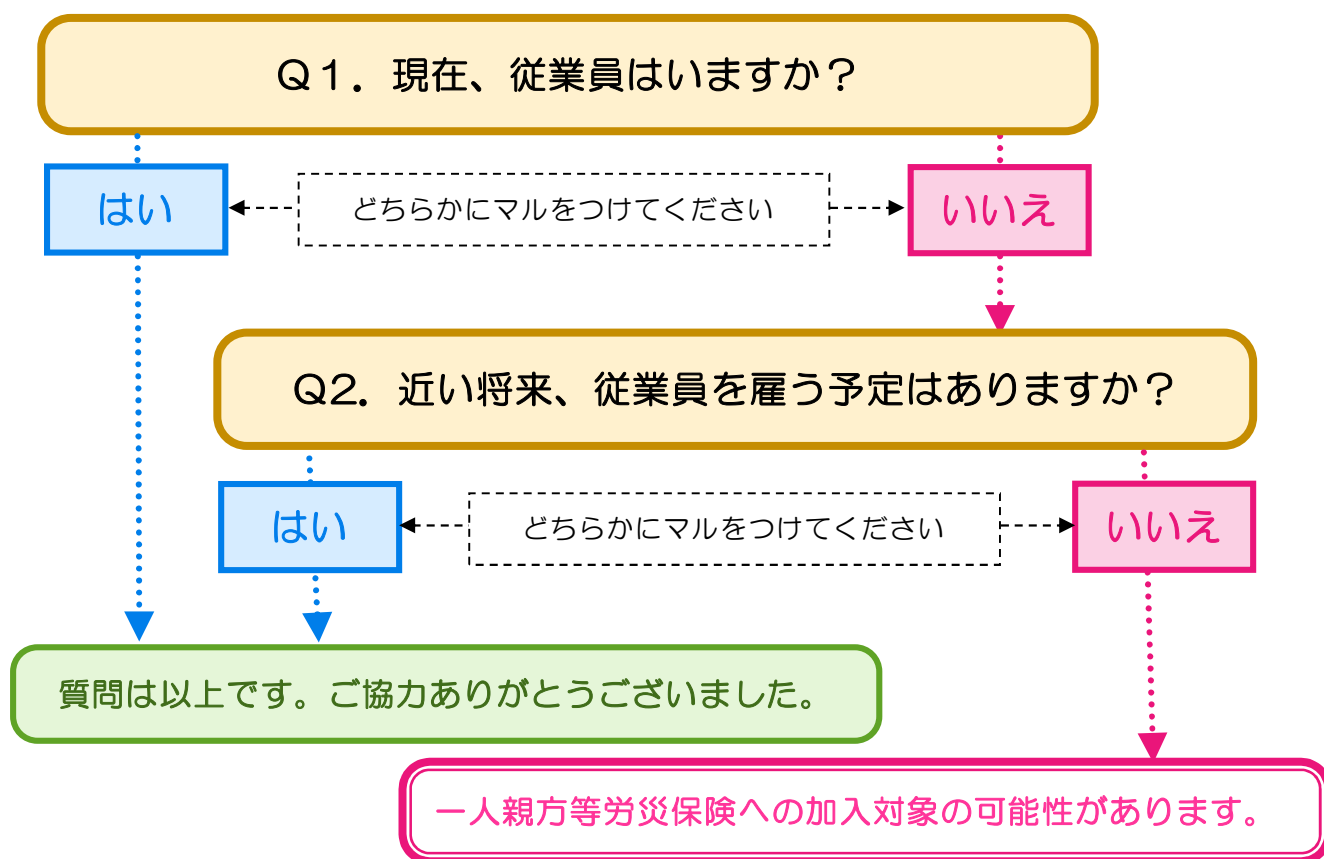 Q１．現在、従業員はいますか？
はい
どちらかにマルをつけてください
いいえ
Q2．近い将来、従業員を雇う予定はありますか？
はい
どちらかにマルをつけてください
いいえ
質問は以上です。ご協力ありがとうございました。
一人親方等労災保険への加入対象の可能性があります。